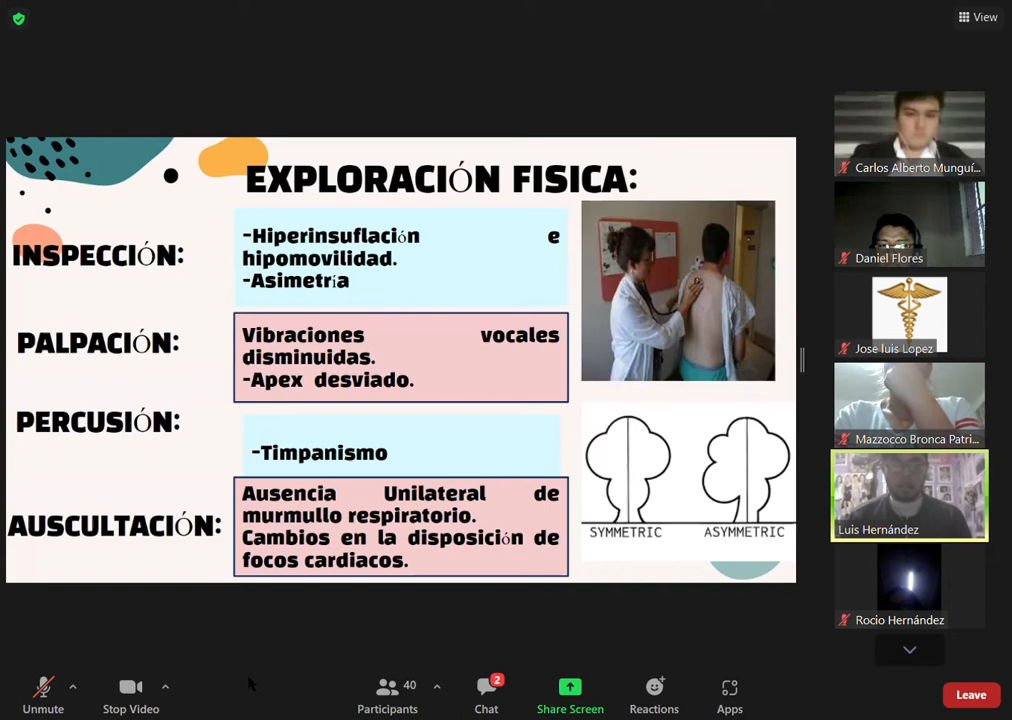 View
EXPLORACIÓN FISICA:
INSPECCIÓN:
-Hiperinsuflación e
hipomovilidad.
-Asimetría
PALPACIÓN:
Vibraciones vocales
disminuidas.
-Apex desviado.
PERCUSIÓN:
-Timpanismo
AUSCULTACIÓN:
Ausencia Unilateral de
murmullo respiratorio.
Cambios en la disposición de
focos cardiacos.
SYMMETRIC
ASYMMETRIC
Carlos Alberto Munguí...
Daniel Flores
Jose luis Lopez
Mazzocco Bronca Patri...
Luis Hernández
Rocio Hernández
Unmute
Stop Video
Participants
40
Chat
2
Share Screen
Reactions
Apps
Leave